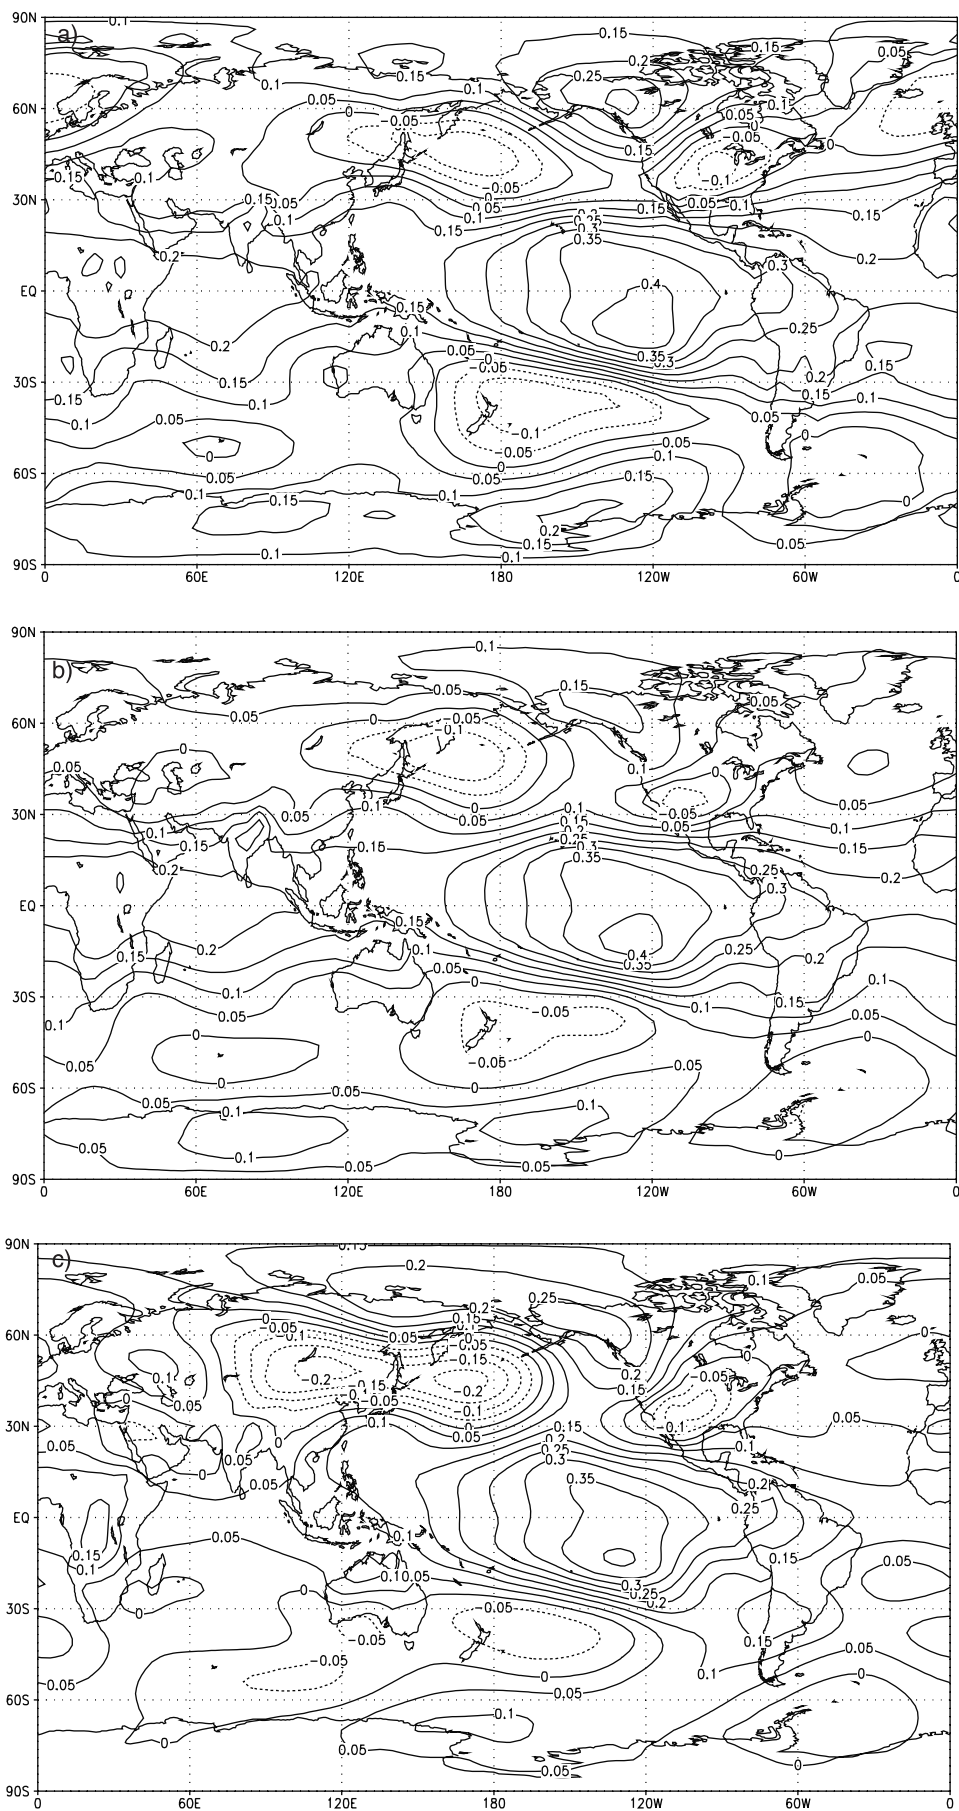 a)
90N
0.1 0.15
0.15 0.05
0.2
0.15 0.25
0.1 0.1
60N 0.05 0.1
0 0.05
−0.05 −0.05
0.15 0
−0.15 0.1 −0.1
−0.05
30N 0.15 0.05 0.05 0.15 0.05 0.1
0.1 0.1 0.15
0.15 0.3
0.35
0.2 0.3 0.2
0.4
EQ
0.15
0.1 0.25
0.2 0.05 0.35 0.3
0 −0.05
0.15 0.2
30S
0.15 0.1 0.15 0.1
0.1 0.05 0.05
−0.1 0
0 −0.05 0.05
0 0.1
60S 0.05 0.05 0.15
0.1 0.1 0
0.15
0.2
0.15 0.05
0.1 0.1
90S
0 60E 120E 180 120W 60W 0
b)
90N
0.1
0.05 0.15
0.05 0.05
60N 0 −0.05
−0.1
0
0.05 0.1 0
−0.05 0.05
0.1 0 0.1
30N 0.05 0.05 0.15 0.05
0.1 0.2 0.1
0.15 0.15 0.3 0.15
0.35
0.2 0.25 0.2
0.3
EQ
0.15
0.2 0.1 0.25
0.15 0.4 0.2
0.05 0.35
0 0.1
0.1
30S 0.15
0.05 −0.05 0.1 0.05
0.1
0
0.05 −0.05 0.05
60S 0 0
0.05 0.05
0.1 0.1
0.05 0.1 0
0.05 0.05
90S
0 60E 120E 180 120W 60W 0
c)
90N
0.15
0.2 0.1 0.05
0.25
0.2
0 0.15
−0.05 0.05
60N −0.1 −0.05 0
−0.15 0
0.1 −0.2 −0.15 0.2 −0.05
0.05 −0.05 −0.2 0.15
−0.1
30N 0.1 0 0.15 −0.1 0.05
0.05 0 0.05 0.2 0.1
0 0.05 0.25
0.05 0.3 0.2
0.35 0.25
EQ
0.05 0.1
0.15 0.15 0.05
0.1 0.1 0.05
0 0.3
0 0.25
30S −0.05 0.2
−0.05 0.15
−0.05 0.05
0.05 0 0.1 0
60S 0.05
0.1
0 0.05
0.05 0.05 0
90S
0 60E 120E 180 120W 60W 0